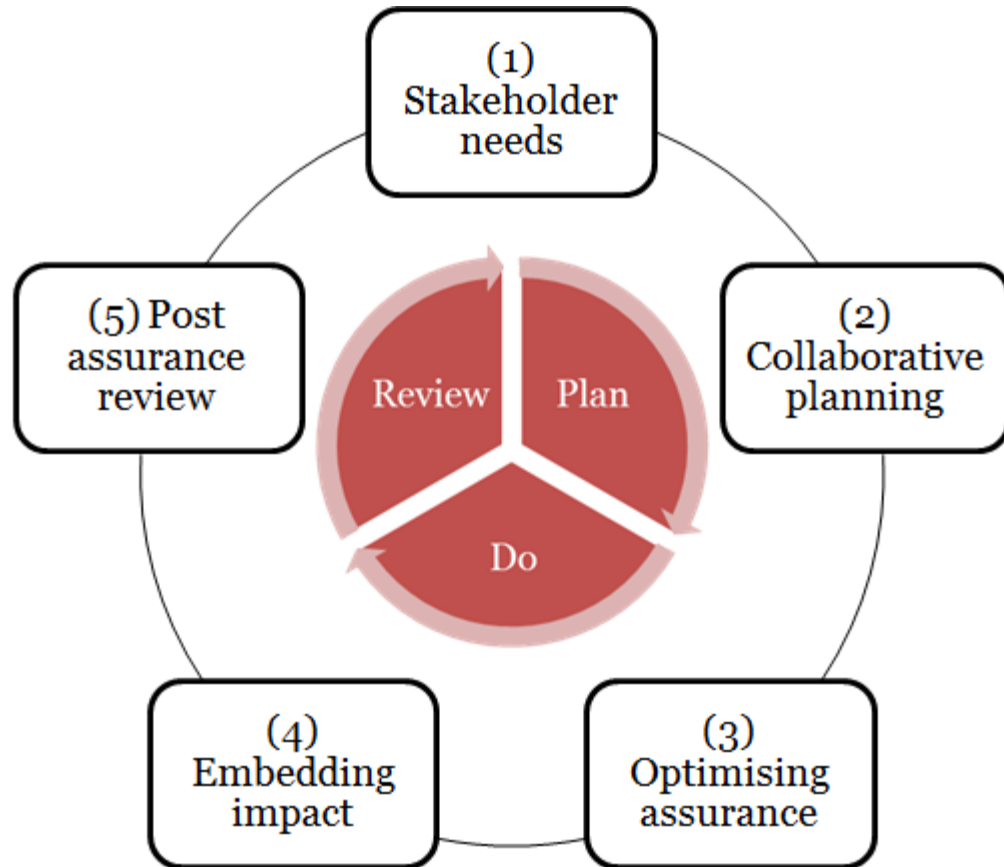 (1)
Stakeholder
needs
(2)
Collaborative
planning
(3)
Optimising
assurance
(4)
Embedding
impact
(5) Post
assurance
review
Review
Plan
Do